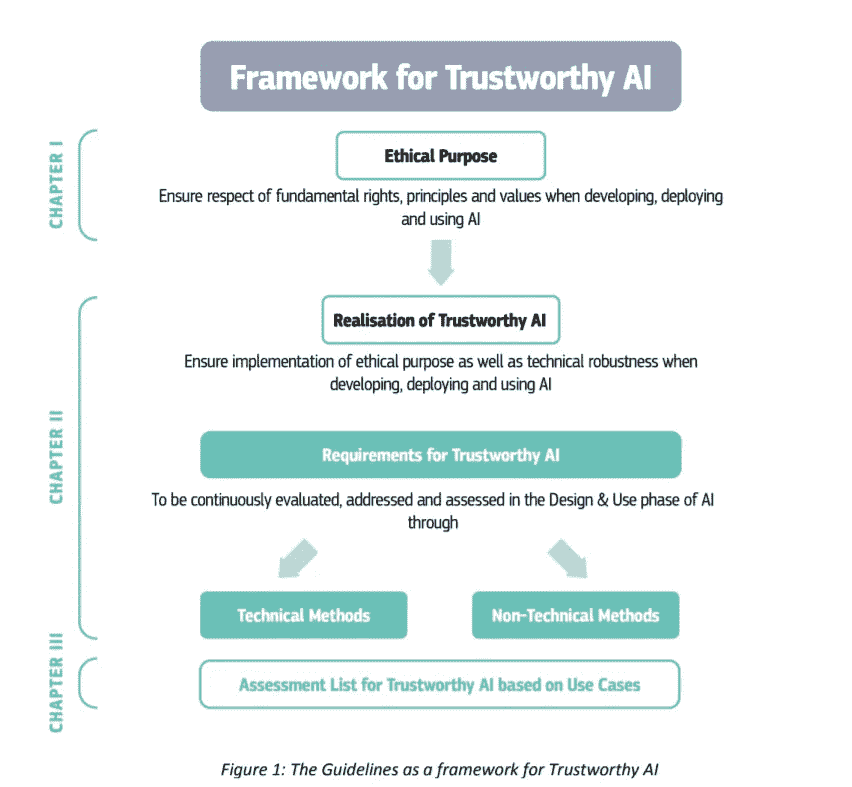 Framework for Trustworthy AI
CHAPTER I
Ethical Purpose
Ensure respect of fundamental rights, principles and values when developing, deploying
and using AI
CHAPTER II
Realisation of Trustworthy AI
Ensure implementation of ethical purpose as well as technical robustness when
developing, deploying and using AI
Requirements for Trustworthy AI
To be continuously evaluated, addressed and assessed in the Design & Use phase of AI
through
Technical Methods
Non-Technical Methods
CHAPTER III
Assessment List for Trustworthy AI based on Use Cases
Figure 1: The Guidelines as a framework for Trustworthy AI